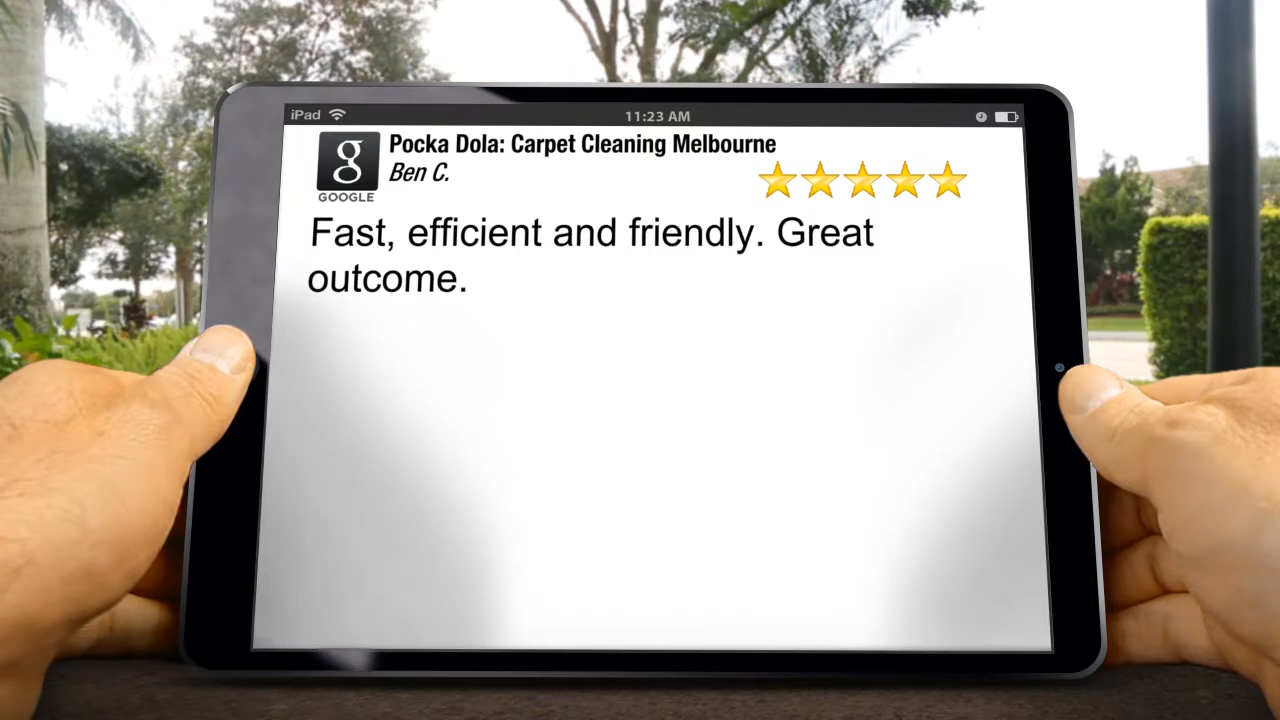 iPad 11:23 AM
g
GOOGLE
Pocka Dola: Carpet Cleaning Melbourne
Ben C.
Fast, efficient and friendly. Great
outcome.